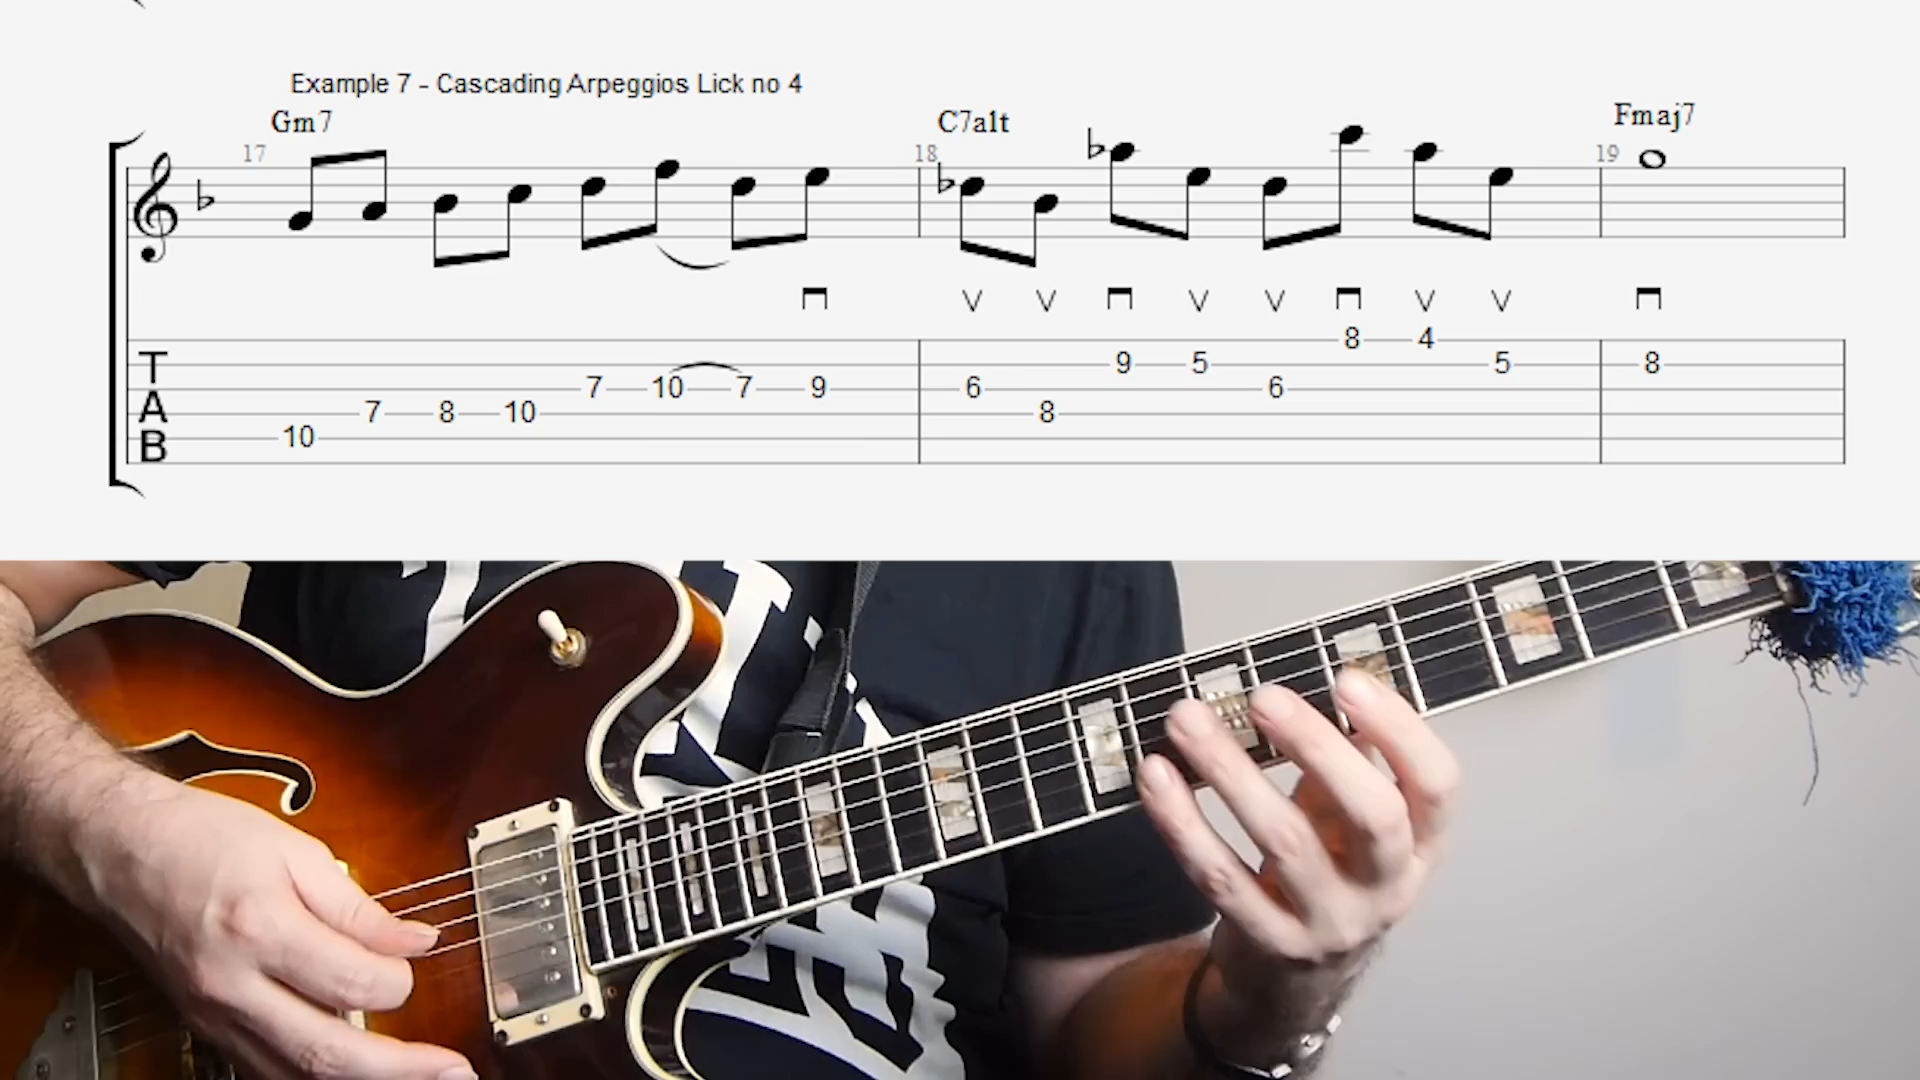 Example 7 - Cascading Arpeggios Lick no 4
Gm7 C7alt Fmaj7
17 18 19
8 4
9 5 5 8
T 7 10 7 9 6 6
A 7 8 10 8
B 10